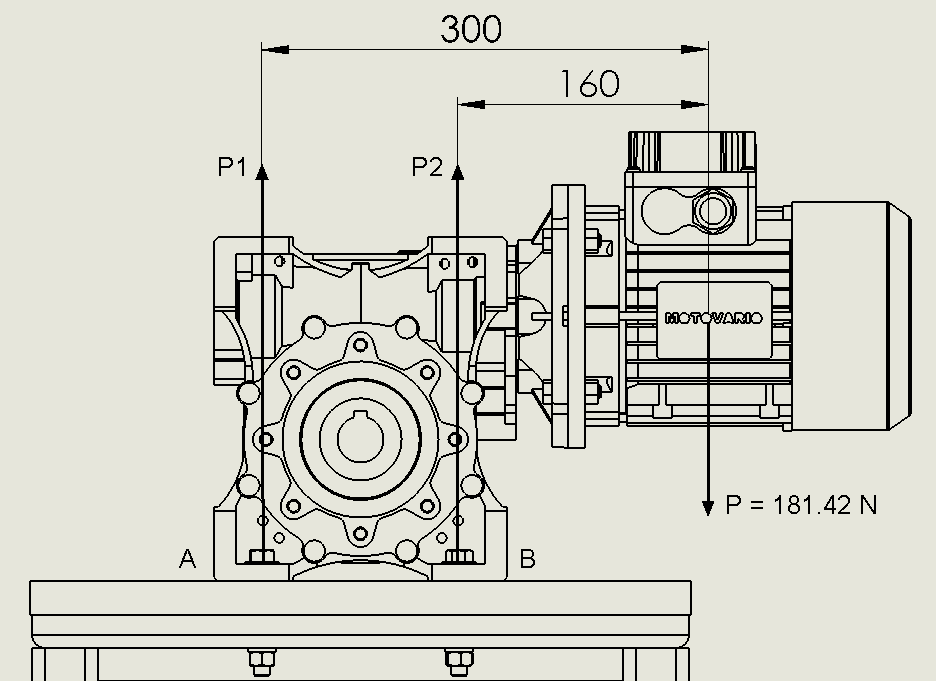 300
160
P1
P2
MOTOVARIO
P = 181.42 N
A
B